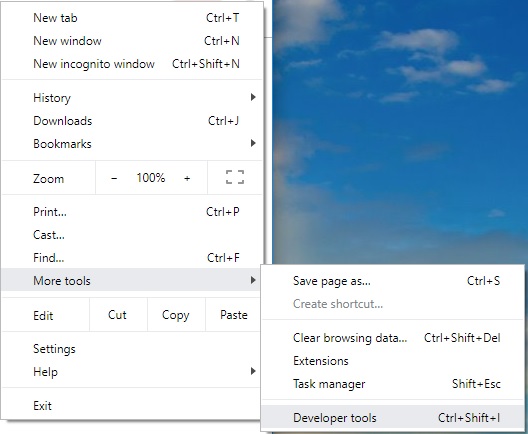 New tab Ctrl+T
New window Ctrl+N
New incognito window Ctrl+Shift+N
History
Downloads Ctrl+J
Bookmarks
Zoom − 100% +
Print... Ctrl+P
Cast...
Find... Ctrl+F
More tools
Edit Cut Copy Paste
Settings
Help
Exit
Save page as... Ctrl+S
Create shortcut...
Clear browsing data... Ctrl+Shift+Del
Extensions
Task manager Shift+Esc
Developer tools Ctrl+Shift+I